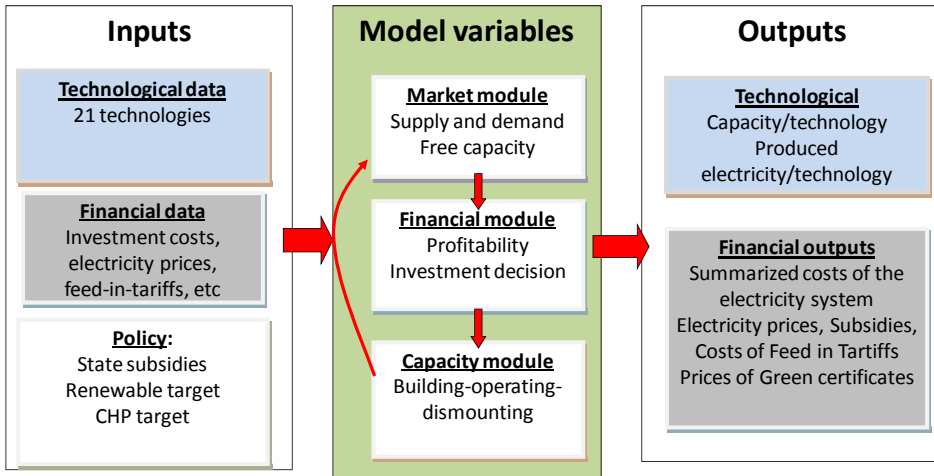 Inputs
Technological data
21 technologies
Financial data
Investment costs,
electricity prices,
feed-in-tariffs, etc
Policy:
State subsidies
Renewable target
CHP target
Model variables
Market module
Supply and demand
Free capacity
Financial module
Profitability
Investment decision
Capacity module
Building-operating-
dismounting
Outputs
Technological
Capacity/technology
Produced
electricity/technology
Financial outputs
Summarized costs of the
electricity system
Electricity prices, Subsidies,
Costs of Feed in Tartiffs
Prices of Green certificates